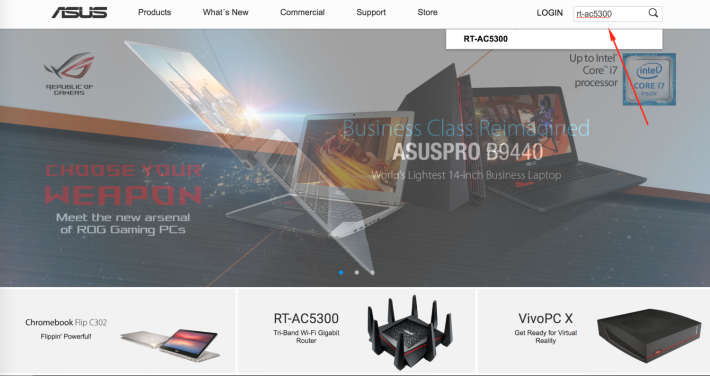 ASUS
Products
What's New
Commercial
Support
Store
LOGIN
rt-ac5300
RT-AC5300
REPUBLIC OF
GAMERS
CHOOSE YOUR
WEAPON
Meet the new arsenal
of ROG Gaming PCs
Business Class Reimagined
ASUSPRO B9440
World's Lightest 14-inch Business Laptop
Up to Intel®
Core™ i7
processor
intel
CORE i7
inside
Chromebook Flip C302
Flippin' Powerful!
RT-AC5300
Tri-Band Wi-Fi Gigabit
Router
VivoPC X
Get Ready for Virtual
Reality